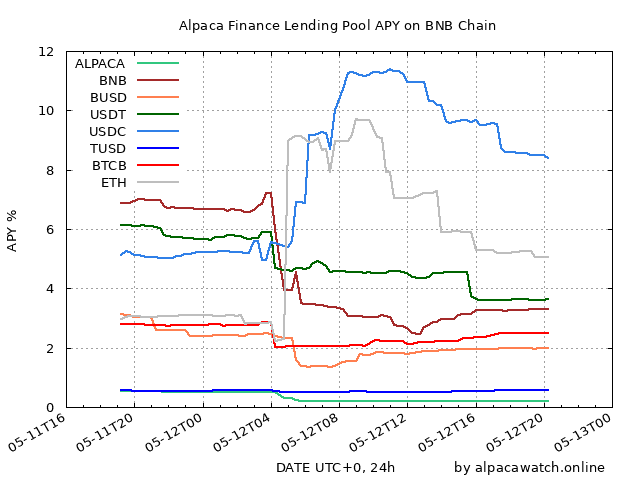 Alpaca Finance Lending Pool APY on BNB Chain
12
10
8
6
4
2
0
APY %
ALPACA
BNB
BUSD
USDT
USDC
TUSD
BTCB
ETH
05-11T16
05-11T20
05-12T00
05-12T04
05-12T08
05-12T12
05-12T16
05-12T20
05-13T00
DATE UTC+0, 24h
by alpacawatch.online